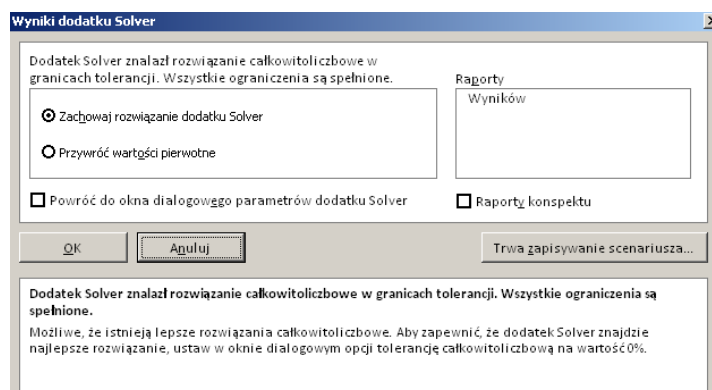 Wyniki dodatku Solver
Dodatek Solver znalazł rozwiązanie całkowitoliczbowe w
granicach tolerancji. Wszystkie ograniczenia są spełnione.
Raporty
Wyników
Zachowaj rozwiązanie dodatku Solver
Przywróć wartości pierwotne
Powróć do okna dialogowego parametrów dodatku Solver
Raporty konspektu
OK
Anuluj
Trwa zapisywanie scenariusza...
Dodatek Solver znalazł rozwiązanie całkowitoliczbowe w granicach tolerancji. Wszystkie ograniczenia są
spełnione.
Możliwe, że istnieją lepsze rozwiązania całkowitoliczbowe. Aby zapewnić, że dodatek Solver znajdzie
najlepsze rozwiązanie, ustaw w oknie dialogowym opcji tolerancję całkowitoliczbową na wartość 0%.